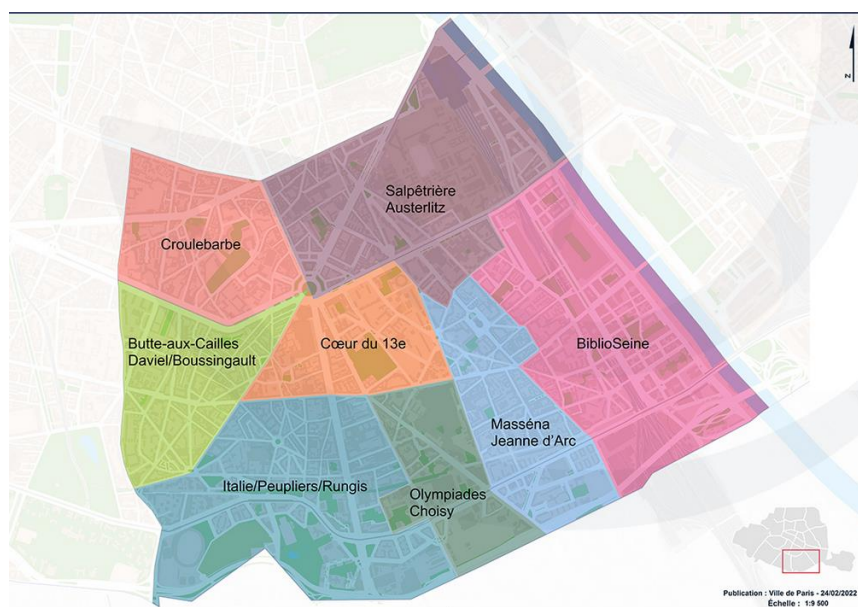 N
Salpêtrière
Austerlitz
Croulebarbe
Butte-aux-Cailles
Daviel/Boussingault
Cœur du 13e
BiblioSeine
Masséna
Jeanne d'Arc
Italie/Peupliers/Rungis
Olympiades
Choisy
Publication : Ville de Paris - 24/02/2022
Échelle : 1:9 500